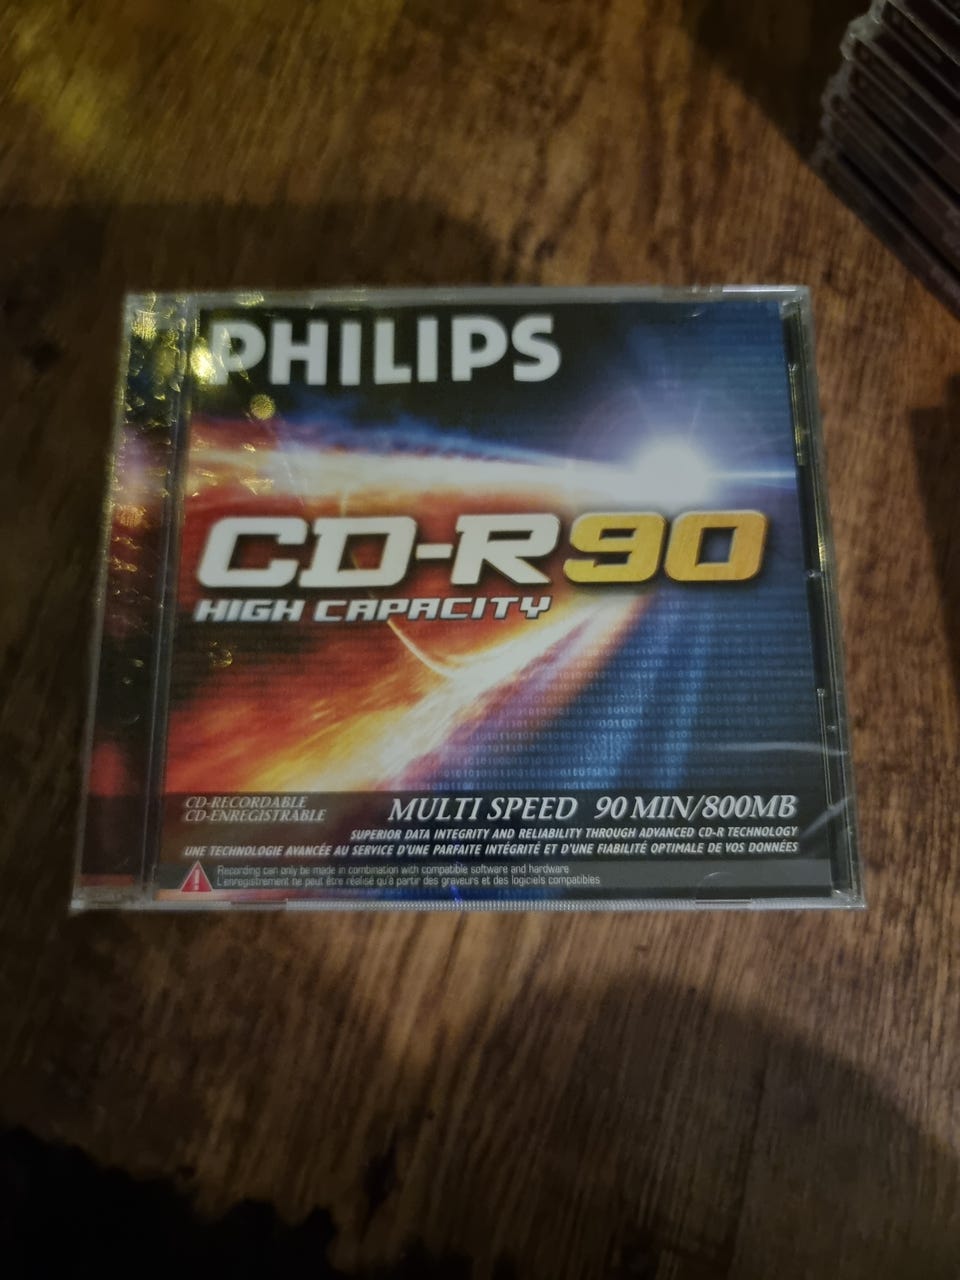 PHILIPS
CD-R90
HIGH CAPACITY
CD-RECORDABLE
CD-ENREGISTRABLE
MULTI SPEED 90 MIN/800MB
SUPERIOR DATA INTEGRITY AND RELIABILITY THROUGH ADVANCED CD-R TECHNOLOGY
UNE TECHNOLOGIE AVANCÉE AU SERVICE D'UNE PARFAITE INTÉGRITÉ ET D'UNE FIABILITÉ OPTIMALE DE VOS DONNÉES
! Recording can only be made in combination with compatible software and hardware
L'enregistrement ne peut être réalisé qu'à partir des graveurs et des logiciels compatibles